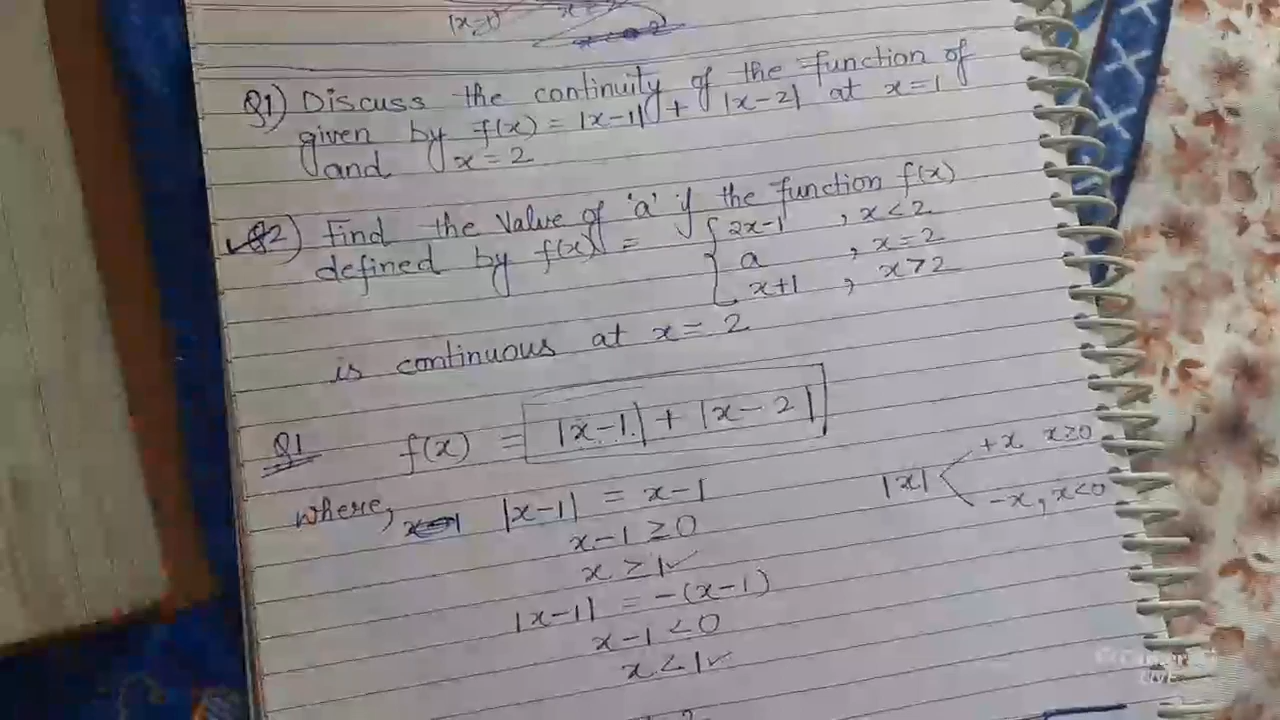 |x≥1)
Q1) Discuss the continuity of the function of
given by f(x) = |x-1| + |x-2| at x=1
and x=2
Q2) Find the Value of 'a' if the function f(x)
defined by f(x) = { 2x-1 , x<2
a , x=2
x+1 , x>2
is continuous at x=2
Q1 f(x) = |x-1| + |x-2|
where, |x-1| = x-1
|x| +x x≥0
-x, x<0
x-1≥0
x≥1✓
|x-1| = -(x-1)
x-1<0
x<1✓
LIVE